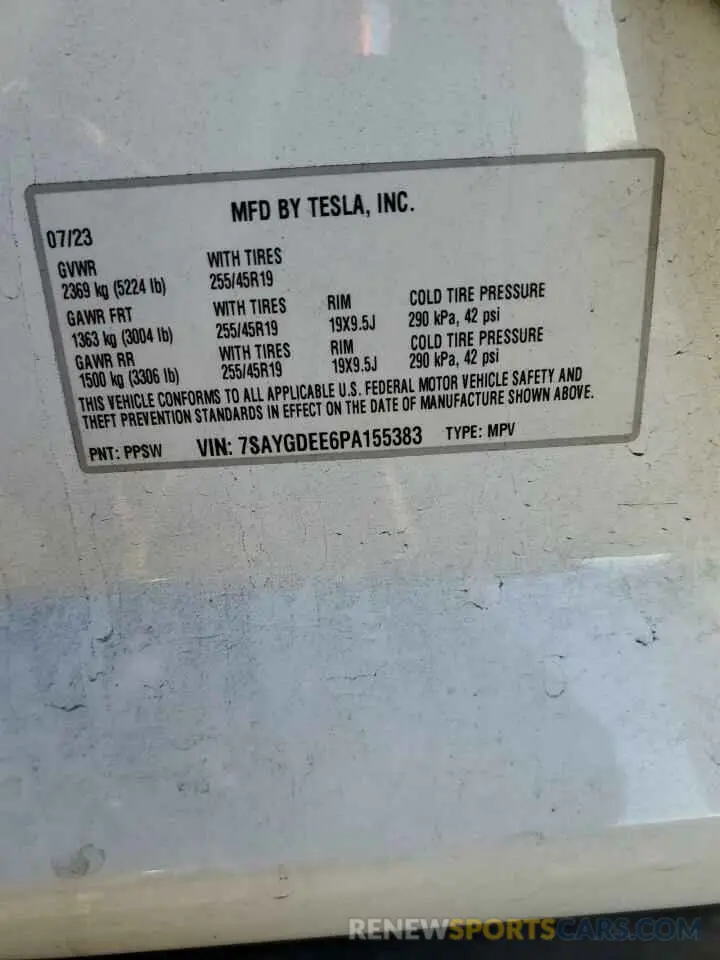 MFD BY TESLA, INC.
07/23
GVWR WITH TIRES
2369 kg (5224 lb) 255/45R19
GAWR FRT WITH TIRES RIM COLD TIRE PRESSURE
1363 kg (3004 lb) 255/45R19 19X9.5J 290 kPa, 42 psi
GAWR RR WITH TIRES RIM COLD TIRE PRESSURE
1500 kg (3306 lb) 255/45R19 19X9.5J 290 kPa, 42 psi
THIS VEHICLE CONFORMS TO ALL APPLICABLE U.S. FEDERAL MOTOR VEHICLE SAFETY AND
THEFT PREVENTION STANDARDS IN EFFECT ON THE DATE OF MANUFACTURE SHOWN ABOVE.
PNT: PPSW VIN: 7SAYGDEE6PA155383 TYPE: MPV
RENEWSPORTSCARS.COM